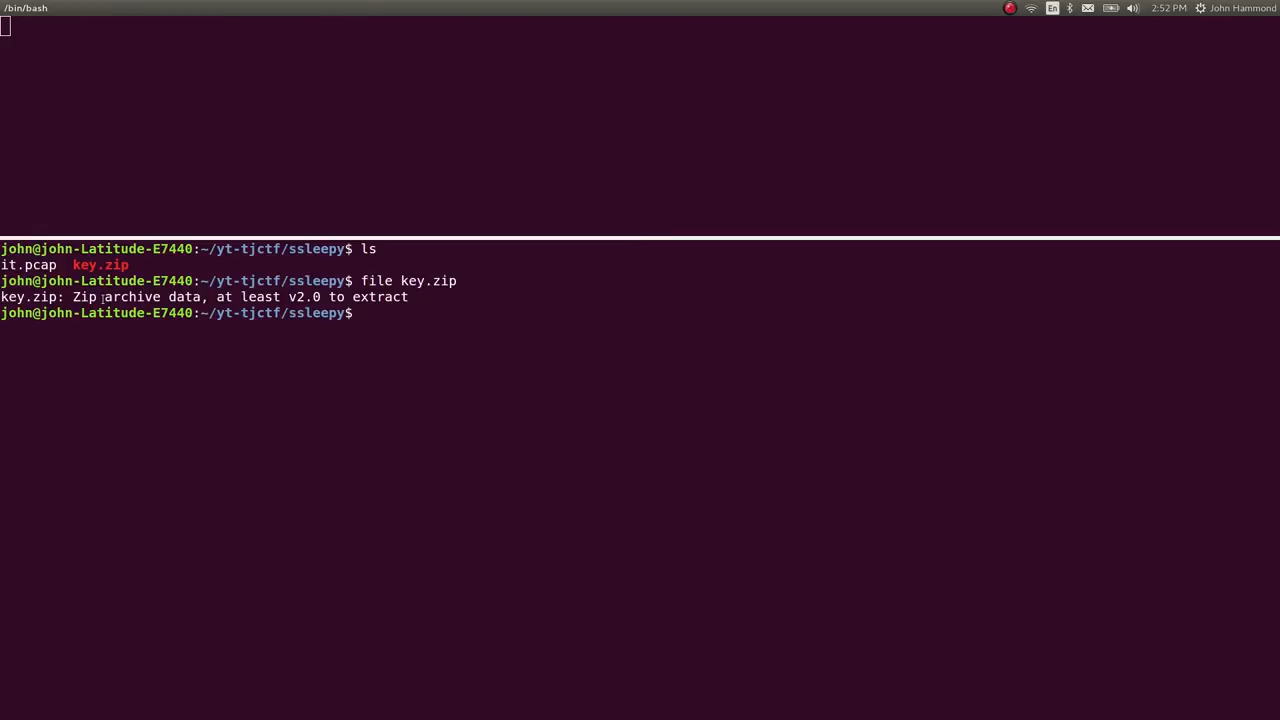 /bin/bash
En
2:52 PM
John Hammond
john@john-Latitude-E7440:~/yt-tjctf/ssleepy$ ls
it.pcap  key.zip
john@john-Latitude-E7440:~/yt-tjctf/ssleepy$ file key.zip
key.zip: Zip archive data, at least v2.0 to extract
john@john-Latitude-E7440:~/yt-tjctf/ssleepy$